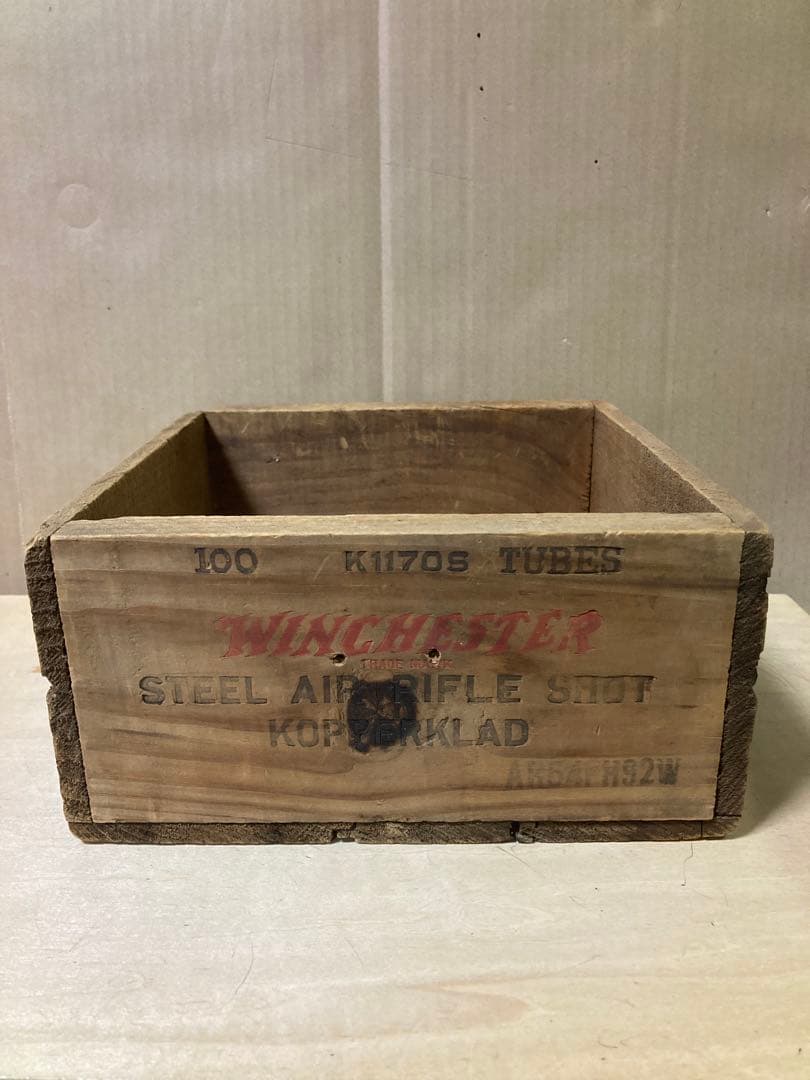 100 K1170S TUBES
WINCHESTER
TRADE MARK
STEEL AIR RIFLE SHOT
KOPPERKLAD